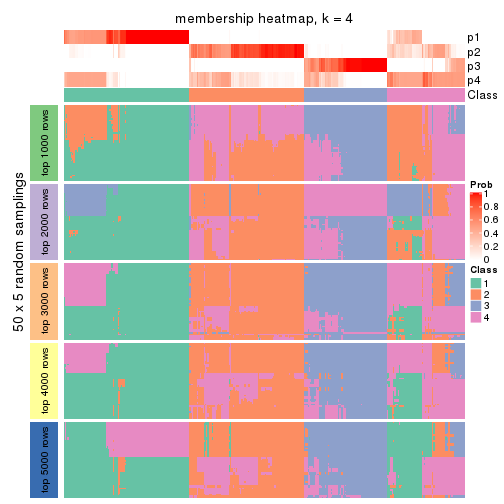 membership heatmap, k = 4
p1
p2
p3
p4
Class
50 x 5 random samplings
top 1000 rows
top 2000 rows
top 3000 rows
top 4000 rows
top 5000 rows
Prob
1
0.8
0.6
0.4
0.2
0
Class
1
2
3
4